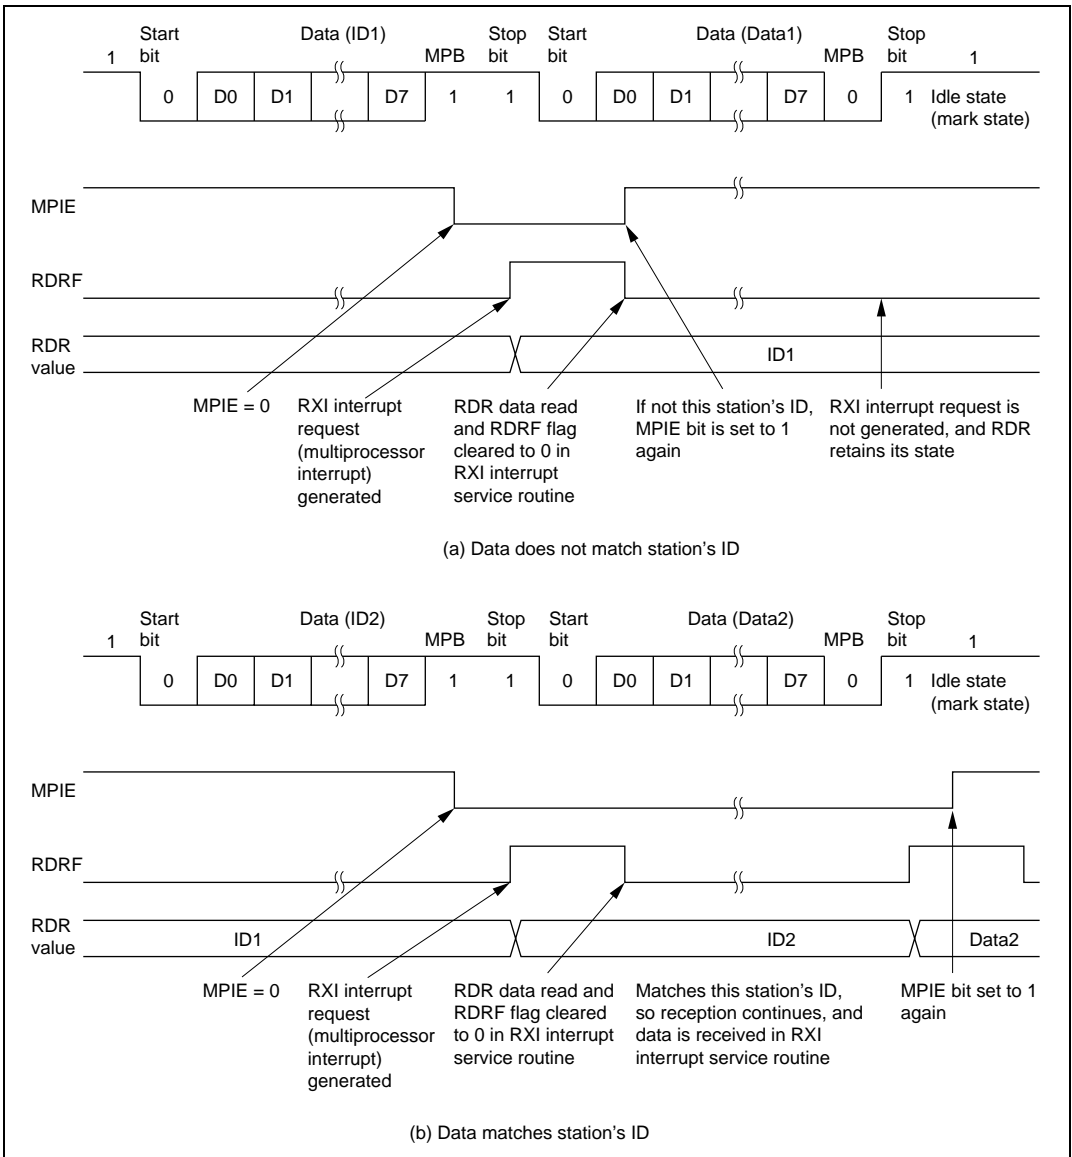 Start Data (ID1) Stop Start Data (Data1) Stop
1 bit MPB bit bit MPB bit 1
0 D0 D1 D7 1 1 0 D0 D1 D7 0 1 Idle state
(mark state)
MPIE
RDRF
RDR
value
ID1
MPIE = 0
RXI interrupt
request
(multiprocessor
interrupt)
generated
RDR data read
and RDRF flag
cleared to 0 in
RXI interrupt
service routine
If not this station's ID,
MPIE bit is set to 1
again
RXI interrupt request is
not generated, and RDR
retains its state
(a) Data does not match station's ID
Start Data (ID2) Stop Start Data (Data2) Stop
1 bit MPB bit bit MPB bit 1
0 D0 D1 D7 1 1 0 D0 D1 D7 0 1 Idle state
(mark state)
MPIE
RDRF
RDR
value
ID1 ID2 Data2
MPIE = 0
RXI interrupt
request
(multiprocessor
interrupt)
generated
RDR data read and
RDRF flag cleared
to 0 in RXI interrupt
service routine
Matches this station's ID,
so reception continues, and
data is received in RXI
interrupt service routine
MPIE bit set to 1
again
(b) Data matches station's ID